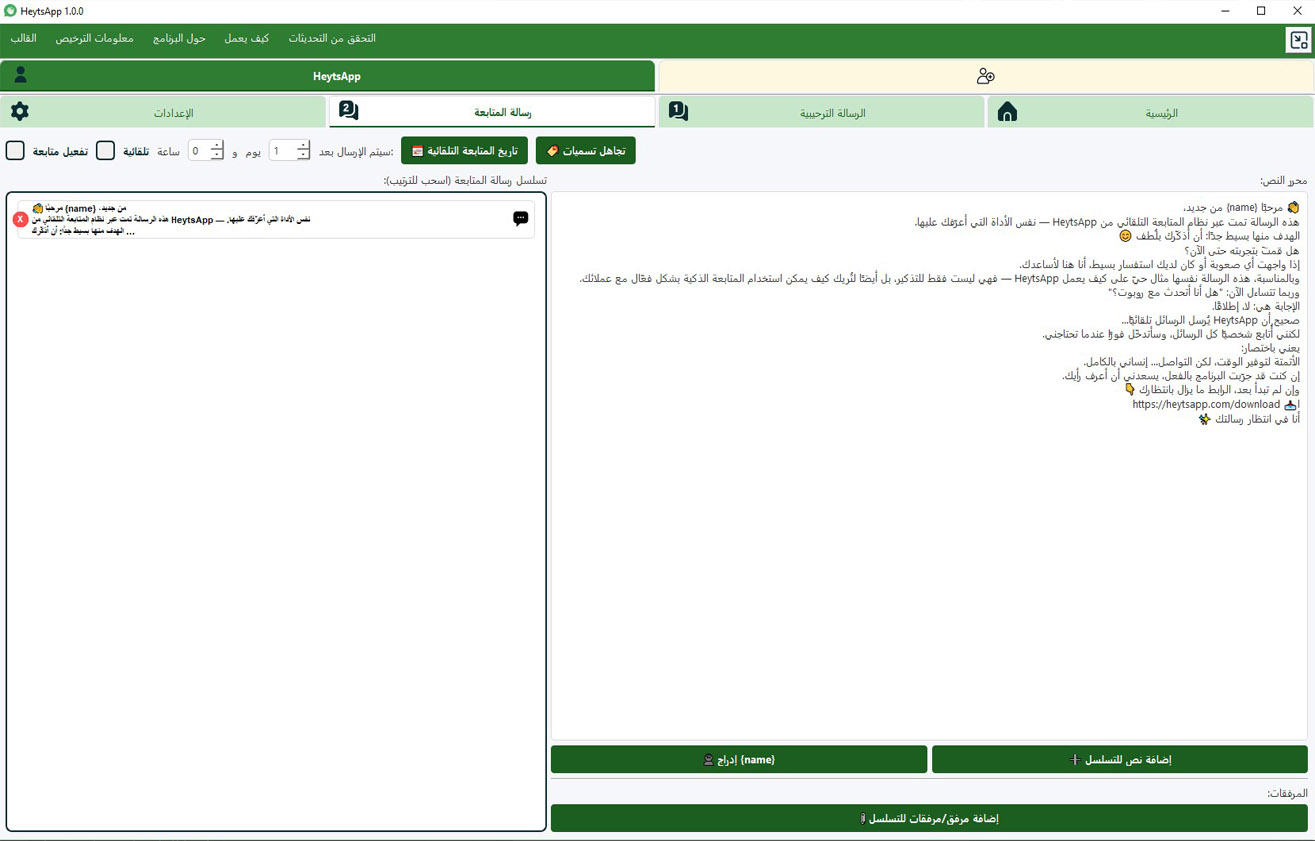 HeytsApp 1.0.0
القالب
معلومات الترخيص
حول البرنامج
كيف يعمل
التحقق من التحديثات
HeytsApp
الرئيسية
الرسالة الترحيبية
1
رسالة المتابعة
2
الإعدادات
تجاهل تسميات 🏷️
تاريخ المتابعة التلقائية 📅
سيتم الإرسال بعد:
1
يوم
و
0
ساعة
تلقائية
تفعيل متابعة
محرر النص:
👋 مرحبًا {name} من جديد،
هذه الرسالة تمت عبر نظام المتابعة التلقائي من HeytsApp — نفس الأداة التي أعرّفك عليها.
الهدف منها بسيط جدًا: أن أذكّرك بلُطف 😊
هل قمتَ بتجربته حتى الآن؟
إذا واجهت أي صعوبة أو كان لديك استفسار بسيط، أنا هنا لأساعدك.
وبالمناسبة، هذه الرسالة نفسها مثال حيّ على كيف يعمل HeytsApp — فهي ليست فقط للتذكير، بل أيضًا لتُريك كيف يمكن استخدام المتابعة الذكية بشكل فعّال مع عملائك.
وربما تتساءل الآن: "هل أنا أتحدث مع روبوت؟"
الإجابة هي: لا، إطلاقًا.
صحيح أن HeytsApp يُرسل الرسائل تلقائيًا...
لكنني أتابع شخصيًا كل الرسائل، وسأتدخّل فورًا عندما تحتاجني.
يعني باختصار:
الأتمتة لتوفير الوقت، لكن التواصل... إنساني بالكامل.
إن كنت قد جرّبت البرنامج بالفعل، يسعدني أن أعرف رأيك.
وإن لم تبدأ بعد، الرابط ما يزال بانتظارك 👇
ا📥 https://heytsapp.com/download
أنا في انتظار رسالتك ✨
تسلسل رسالة المتابعة (اسحب للترتيب):
👋 مرحبًا {name} من جديد،
هذه الرسالة تمت عبر نظام المتابعة التلقائي من HeytsApp — نفس الأداة التي أعرّفك عليها.
الهدف منها بسيط جدًا: أن أذكّرك ...
X
إضافة نص للتسلسل ➕
إدراج {name} 👤
المرفقات:
إضافة مرفق/مرفقات للتسلسل 📎